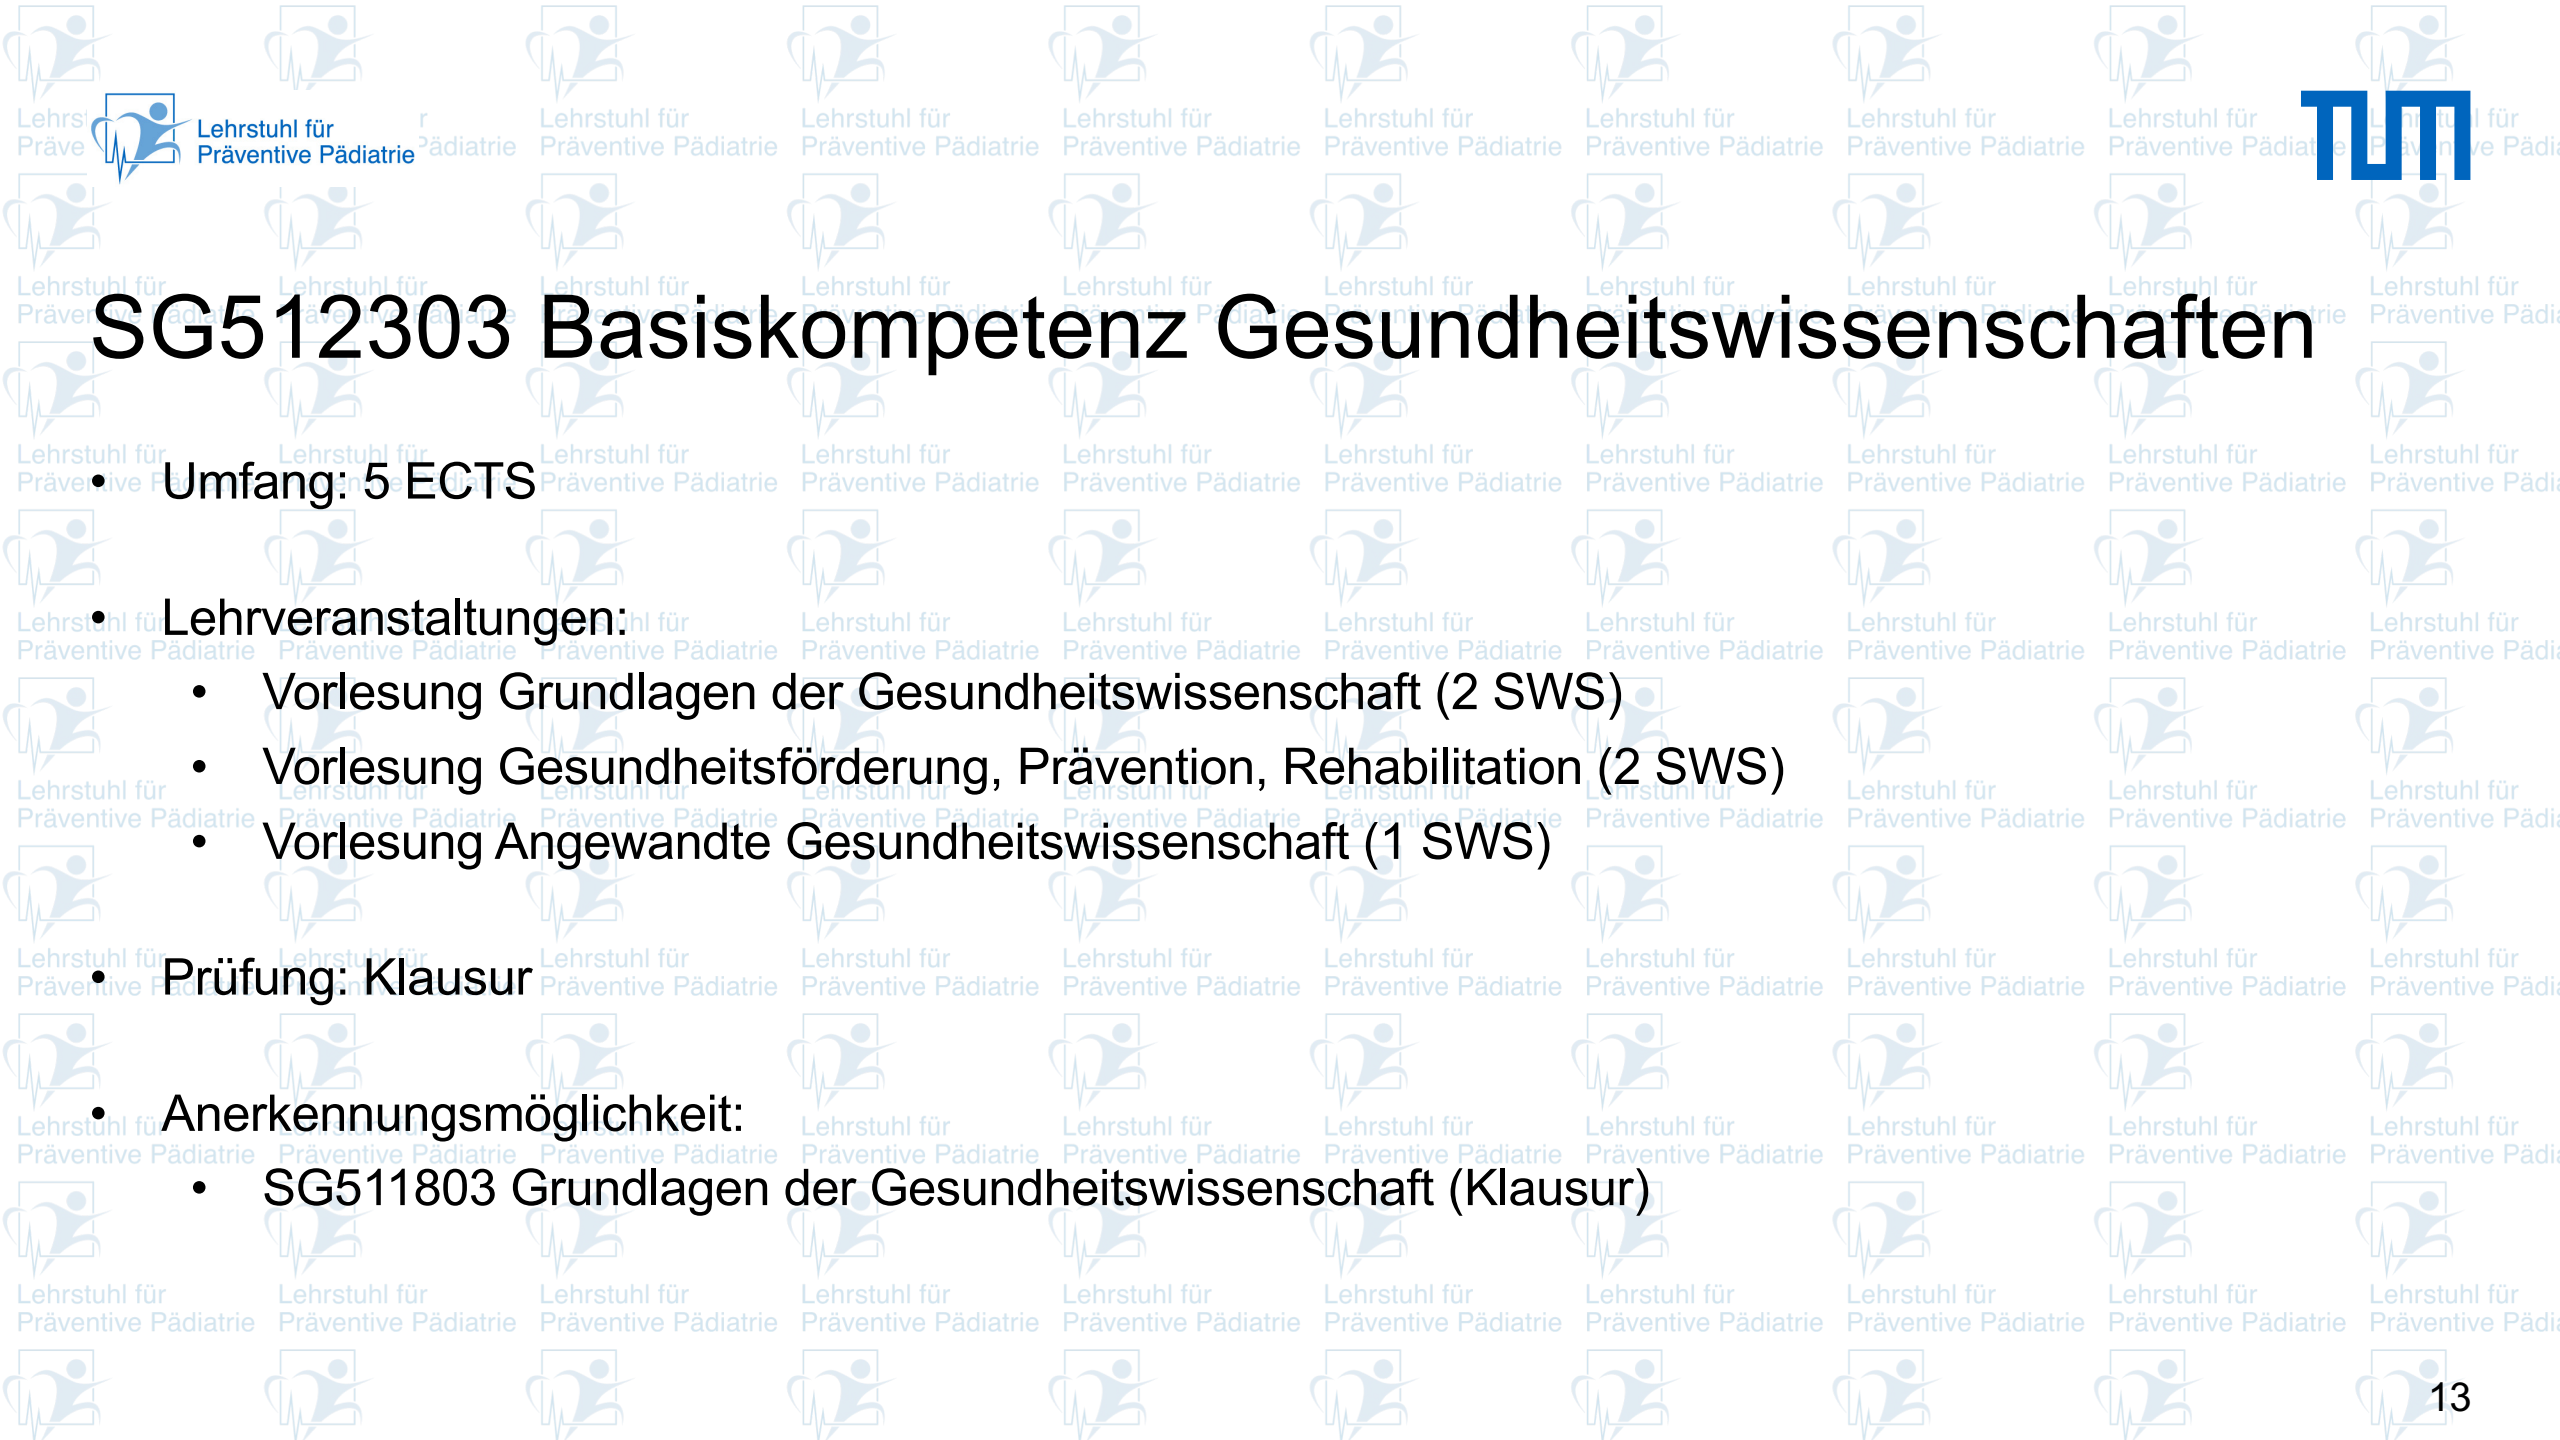 Lehrstuhl für
Präventive Pädiatrie
TUM
SG512303 Basiskompetenz Gesundheitswissenschaften
• Umfang: 5 ECTS
• Lehrveranstaltungen:
• Vorlesung Grundlagen der Gesundheitswissenschaft (2 SWS)
• Vorlesung Gesundheitsförderung, Prävention, Rehabilitation (2 SWS)
• Vorlesung Angewandte Gesundheitswissenschaft (1 SWS)
• Prüfung: Klausur
• Anerkennungsmöglichkeit:
• SG511803 Grundlagen der Gesundheitswissenschaft (Klausur)
13